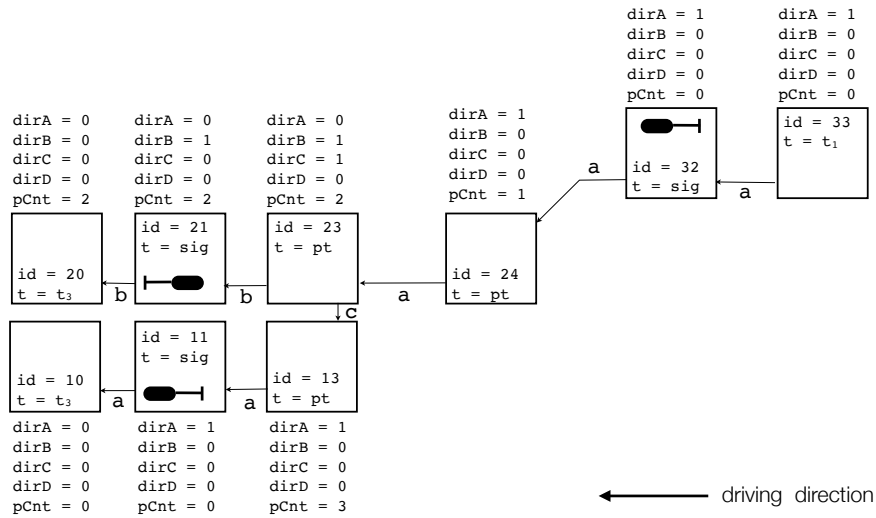 dirA = 1
dirB = 0
dirC = 0
dirD = 0
pCnt = 0
dirA = 1
dirB = 0
dirC = 0
dirD = 0
pCnt = 0
dirA = 0
dirB = 0
dirC = 0
dirD = 0
pCnt = 2
dirA = 0
dirB = 1
dirC = 0
dirD = 0
pCnt = 2
dirA = 0
dirB = 1
dirC = 1
dirD = 0
pCnt = 2
dirA = 1
dirB = 0
dirC = 0
dirD = 0
pCnt = 1
id = 32
t = sig
id = 33
t = t₁
a
a
id = 20
t = t₃
id = 21
t = sig
id = 23
t = pt
id = 24
t = pt
b
b
a
c
id = 10
t = t₃
id = 11
t = sig
id = 13
t = pt
a
a
dirA = 0
dirB = 0
dirC = 0
dirD = 0
pCnt = 0
dirA = 1
dirB = 0
dirC = 0
dirD = 0
pCnt = 0
dirA = 1
dirB = 0
dirC = 0
dirD = 0
pCnt = 3
driving direction